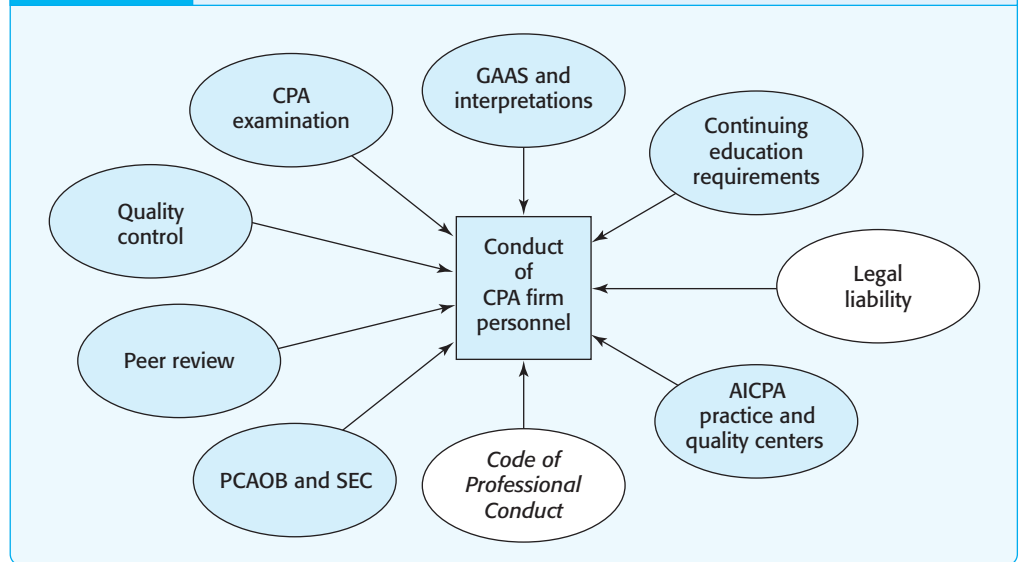 GAAS and
interpretations
CPA
examination
Continuing
education
requirements
Quality
control
Conduct
of
CPA firm
personnel
Legal
liability
Peer review
AICPA
practice and
quality centers
PCAOB and SEC
Code of
Professional
Conduct